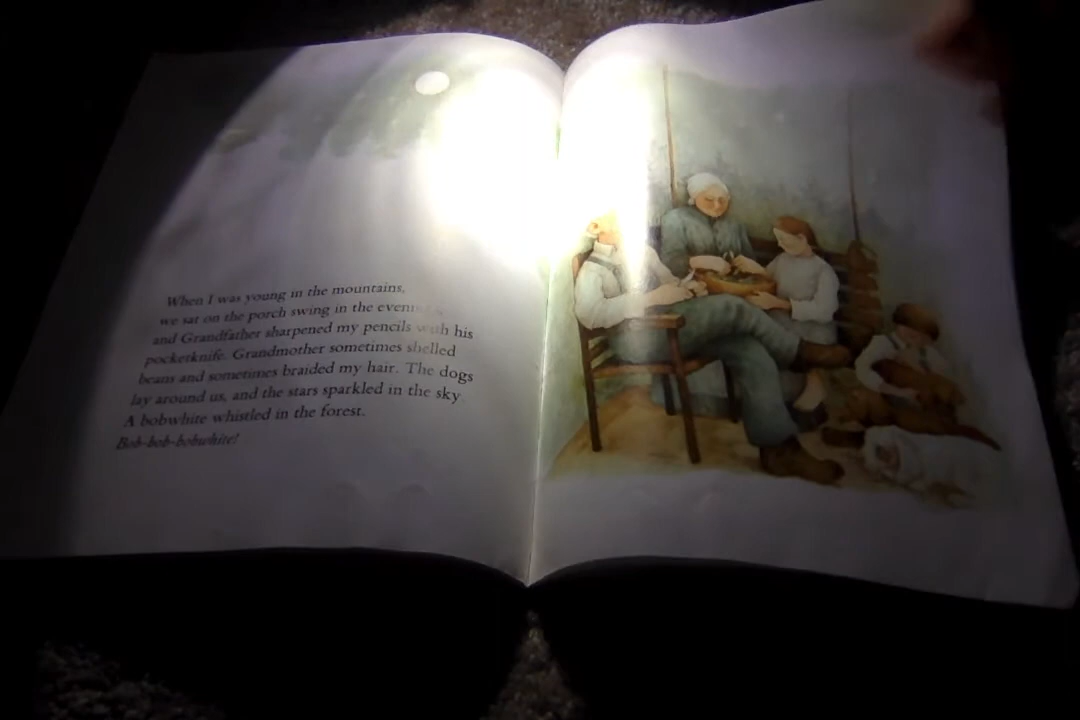 When I was young in the mountains,
we sat on the porch swing in the evening
and Grandfather sharpened my pencils with his
pocketknife. Grandmother sometimes shelled
beans and sometimes braided my hair. The dogs
lay around us, and the stars sparkled in the sky.
A bobwhite whistled in the forest.
Bob-bob-bobwhite!